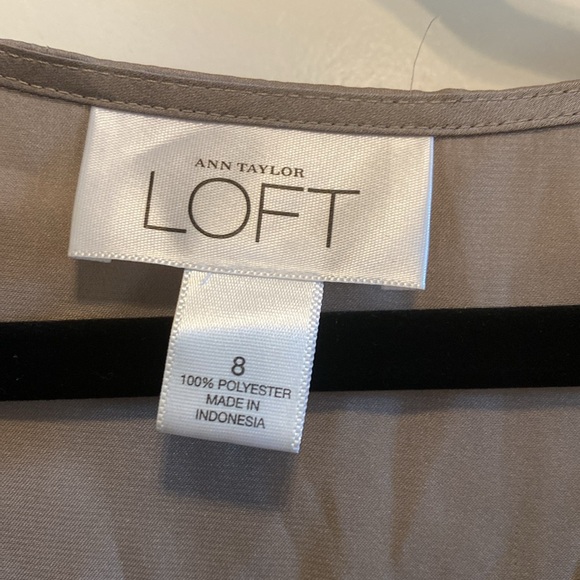 ANN TAYLOR
LOFT
8
100% POLYESTER
MADE IN
INDONESIA